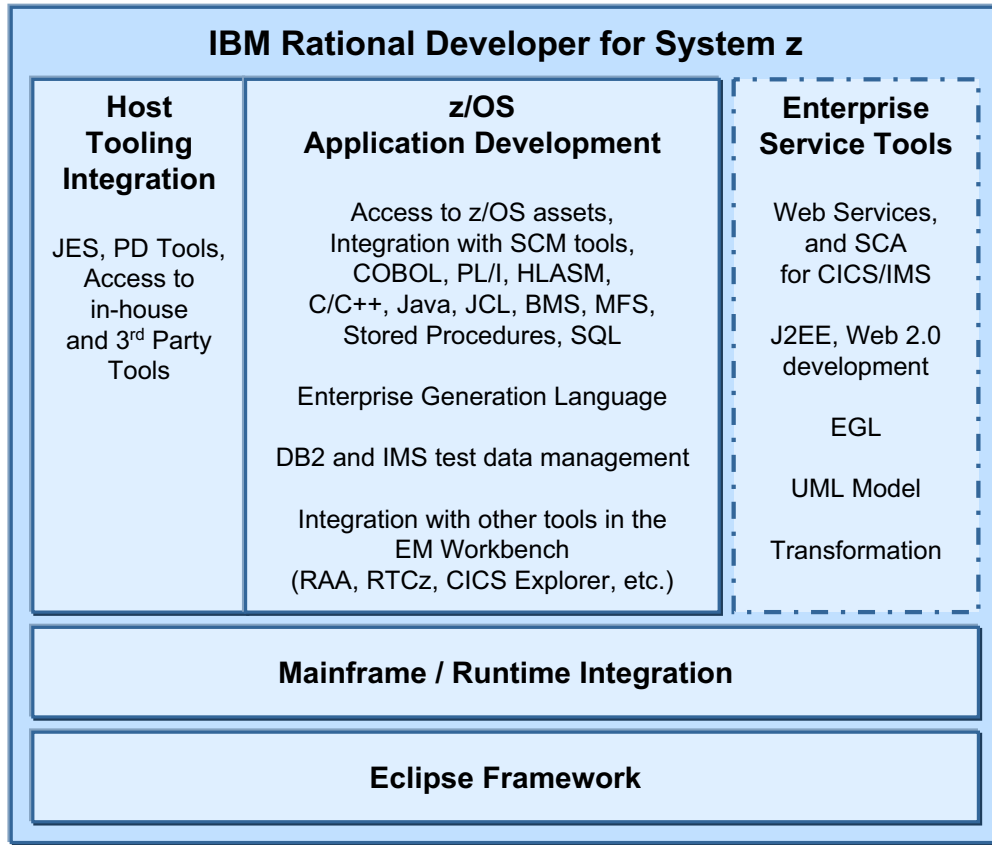 IBM Rational Developer for System z
Host
Tooling
Integration
JES, PD Tools,
Access to
in-house
and 3rd Party
Tools
z/OS
Application Development
Access to z/OS assets,
Integration with SCM tools,
COBOL, PL/I, HLASM,
C/C++, Java, JCL, BMS, MFS,
Stored Procedures, SQL
Enterprise Generation Language
DB2 and IMS test data management
Integration with other tools in the
EM Workbench
(RAA, RTCz, CICS Explorer, etc.)
Enterprise
Service Tools
Web Services,
and SCA
for CICS/IMS
J2EE, Web 2.0
development
EGL
UML Model
Transformation
Mainframe / Runtime Integration
Eclipse Framework